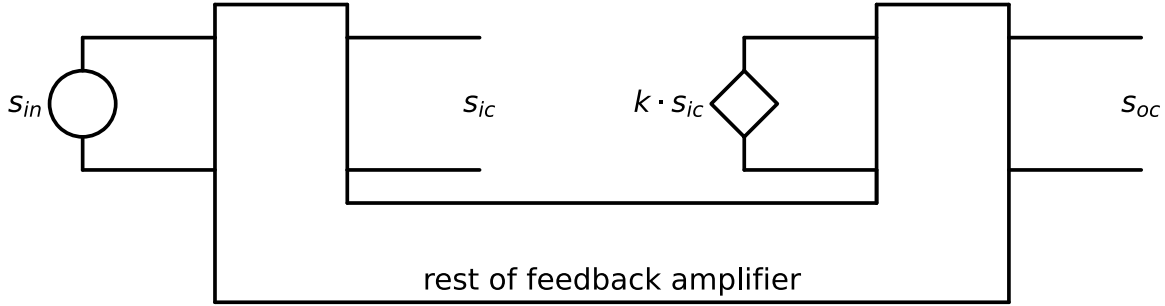 s_in
s_ic
k · s_ic
s_oc
rest of feedback amplifier